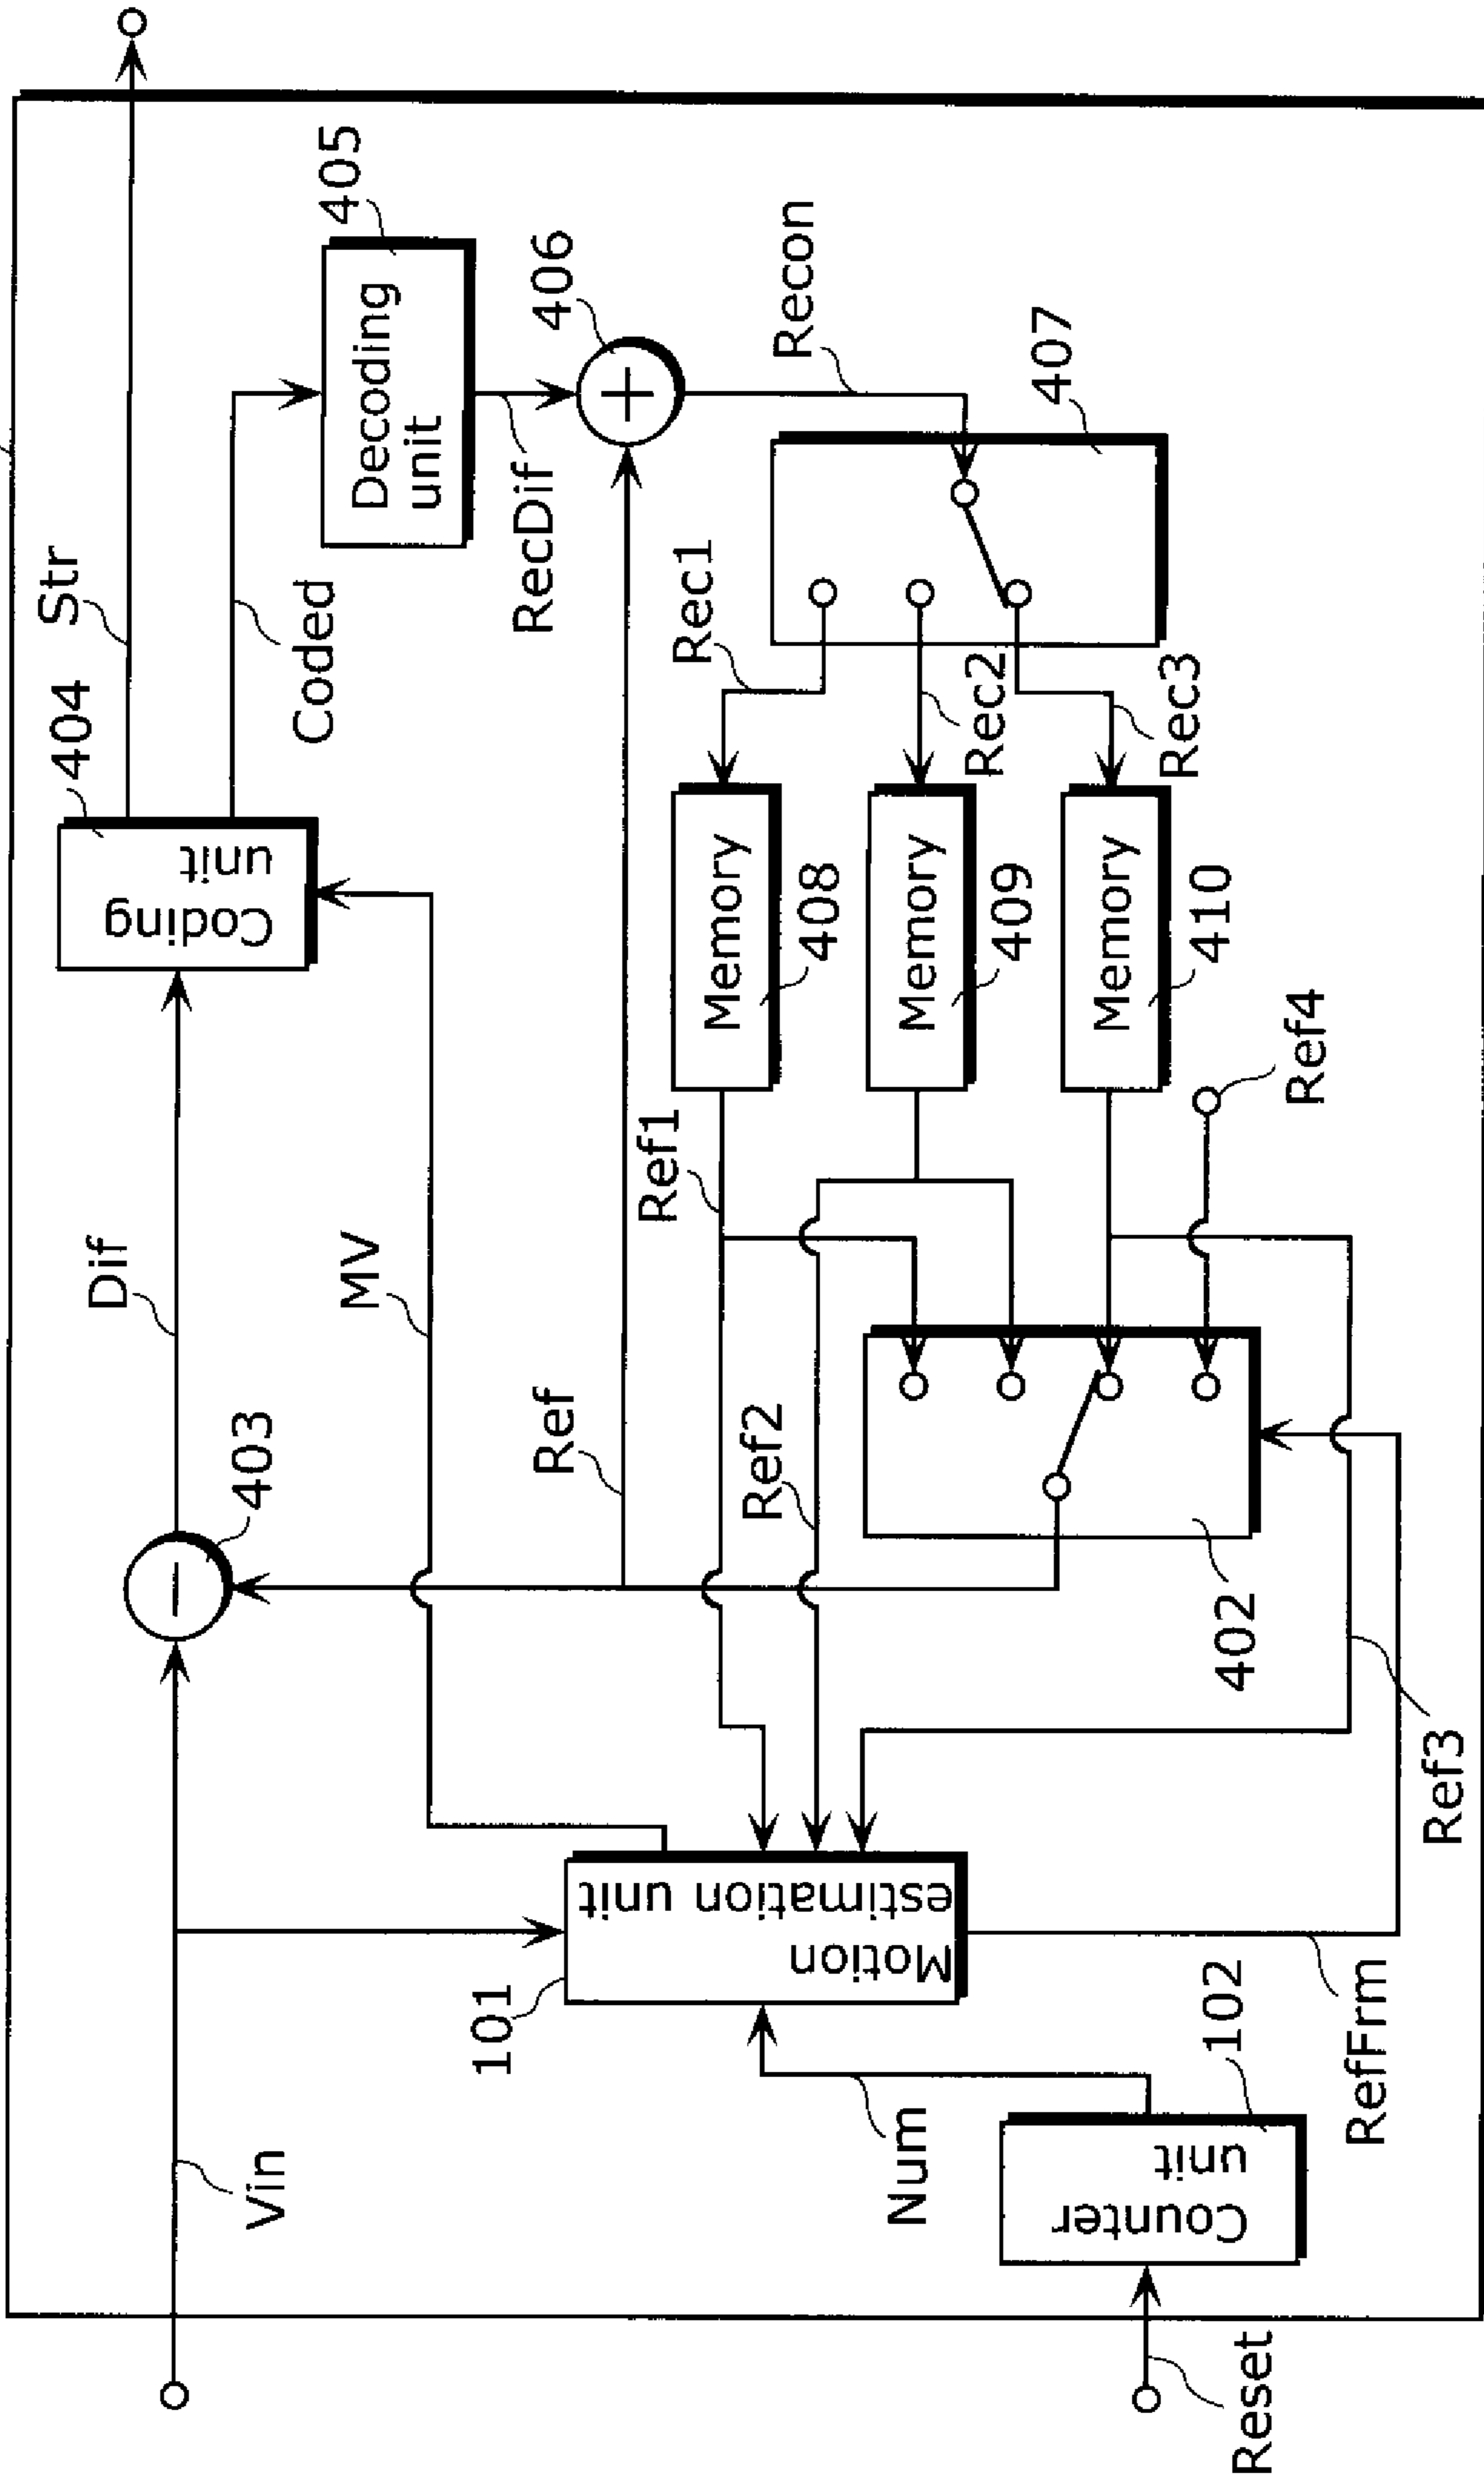 Str
404
Coding
unit
Coded
405
Decoding
unit
406
RecDif
Recon
407
Rec1
Rec2
Rec3
Memory
408
Memory
409
Memory
410
Dif
MV
403
Ref
Ref1
Ref2
Ref4
402
Ref3
Vin
101
Motion
estimation unit
Num
102
Counter
unit
RefFrm
Reset